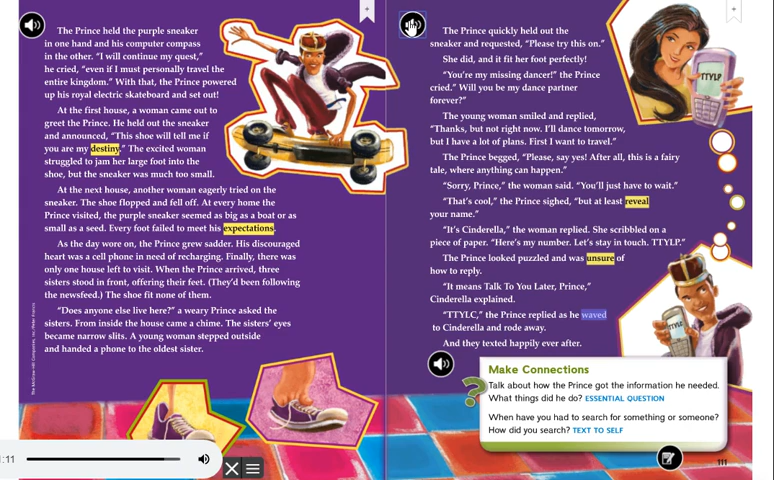 The Prince held the purple sneaker
in one hand and his computer compass
in the other. “I will continue my quest,”
he cried, “even if I must personally travel the
entire kingdom.” With that, the Prince powered
up his royal electric skateboard and set out!
At the first house, a woman came out to
greet the Prince. He held out the sneaker
and announced, “This shoe will tell me if
you are my destiny.” The excited woman
struggled to jam her large foot into the
shoe, but the sneaker was much too small.
At the next house, another woman eagerly tried on the
sneaker. The shoe flopped and fell off. At every home the
Prince visited, the purple sneaker seemed as big as a boat or as
small as a seed. Every foot failed to meet his expectations.
As the day wore on, the Prince grew sadder. His discouraged
heart was a cell phone in need of recharging. Finally, there was
only one house left to visit. When the Prince arrived, three
sisters stood in front, offering their feet. (They’d been following
the newsfeed.) The shoe fit none of them.
“Does anyone else live here?” a weary Prince asked the
sisters. From inside the house came a chime. The sisters’ eyes
became narrow slits. A young woman stepped outside
and handed a phone to the oldest sister.
The McGraw-Hill Companies, Inc./Peter Francis
:11
The Prince quickly held out the
sneaker and requested, “Please try this on.”
She did, and it fit her foot perfectly!
“You’re my missing dancer!” the Prince
cried.” Will you be my dance partner
forever?”
The young woman smiled and replied,
“Thanks, but not right now. I’ll dance tomorrow,
but I have a lot of plans. First I want to travel.”
The Prince begged, “Please, say yes! After all, this is a fairy
tale, where anything can happen.”
“Sorry, Prince,” the woman said. “You’ll just have to wait.”
“That’s cool,” the Prince sighed, “but at least reveal
your name.”
“It’s Cinderella,” the woman replied. She scribbled on a
piece of paper. “Here’s my number. Let’s stay in touch. TTYLP.”
The Prince looked puzzled and was unsure of
how to reply.
“It means Talk To You Later, Prince,”
Cinderella explained.
“TTYLC,” the Prince replied as he waved
to Cinderella and rode away.
And they texted happily ever after.
TTYLP
TTYLC
Make Connections
Talk about how the Prince got the information he needed.
What things did he do? ESSENTIAL QUESTION
When have you had to search for something or someone?
How did you search? TEXT TO SELF
111